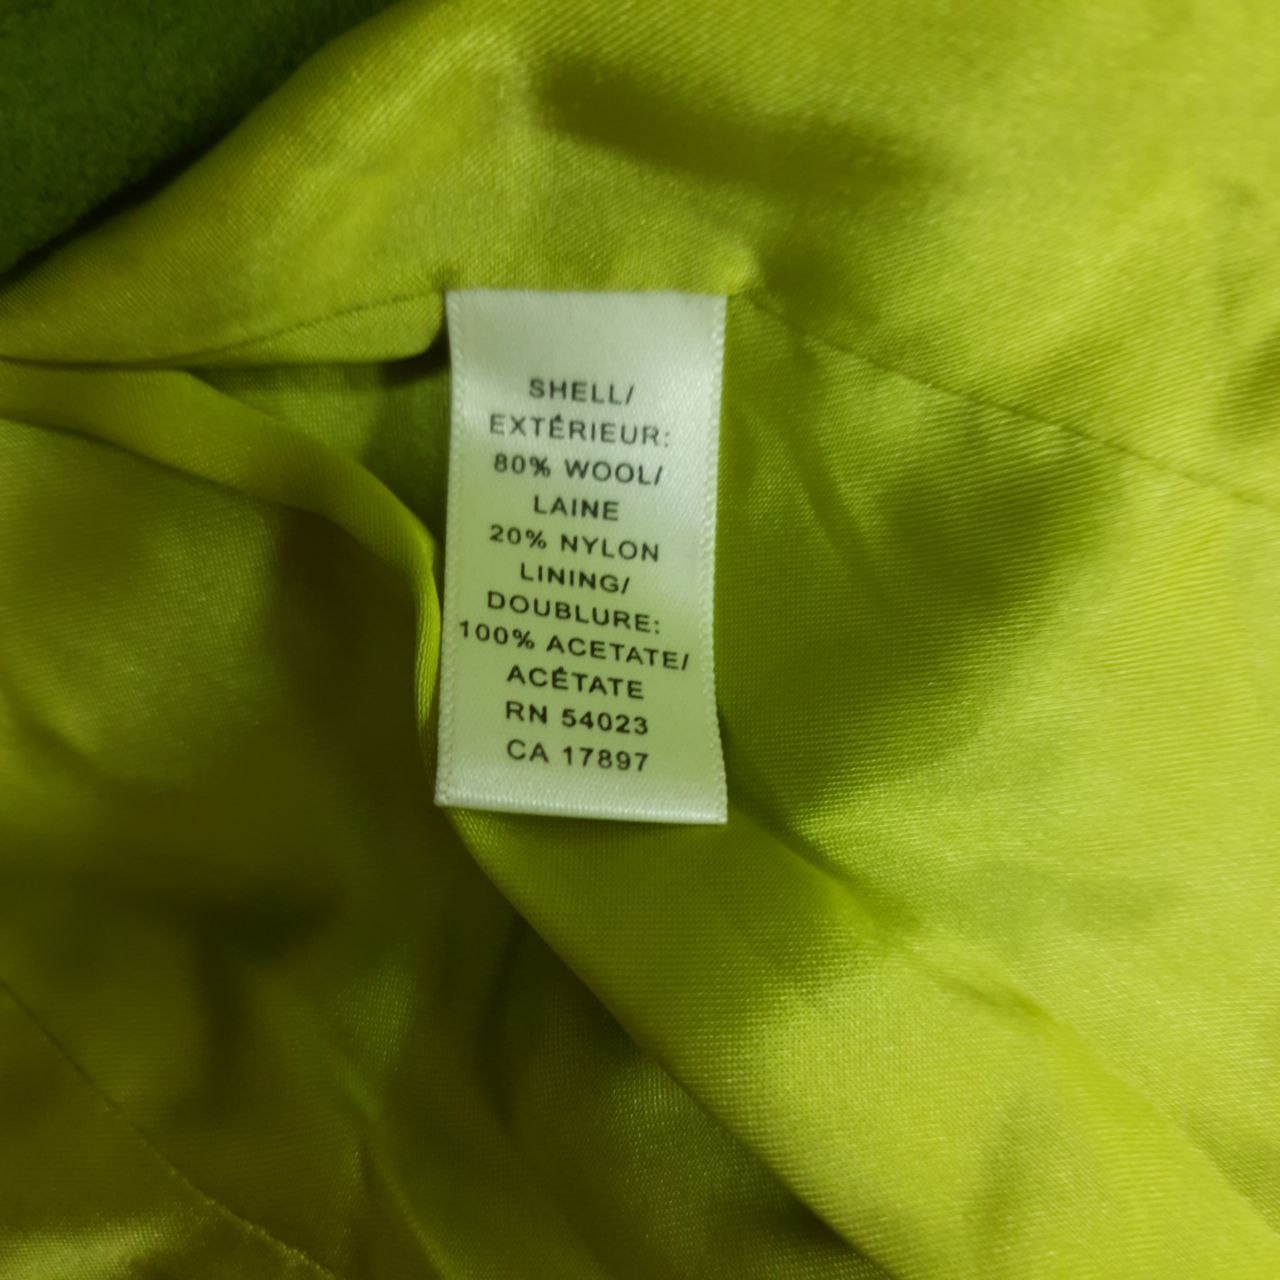 SHELL/
EXTÉRIEUR:
80% WOOL/
LAINE
20% NYLON
LINING/
DOUBLURE:
100% ACETATE/
ACÉTATE
RN 54023
CA 17897